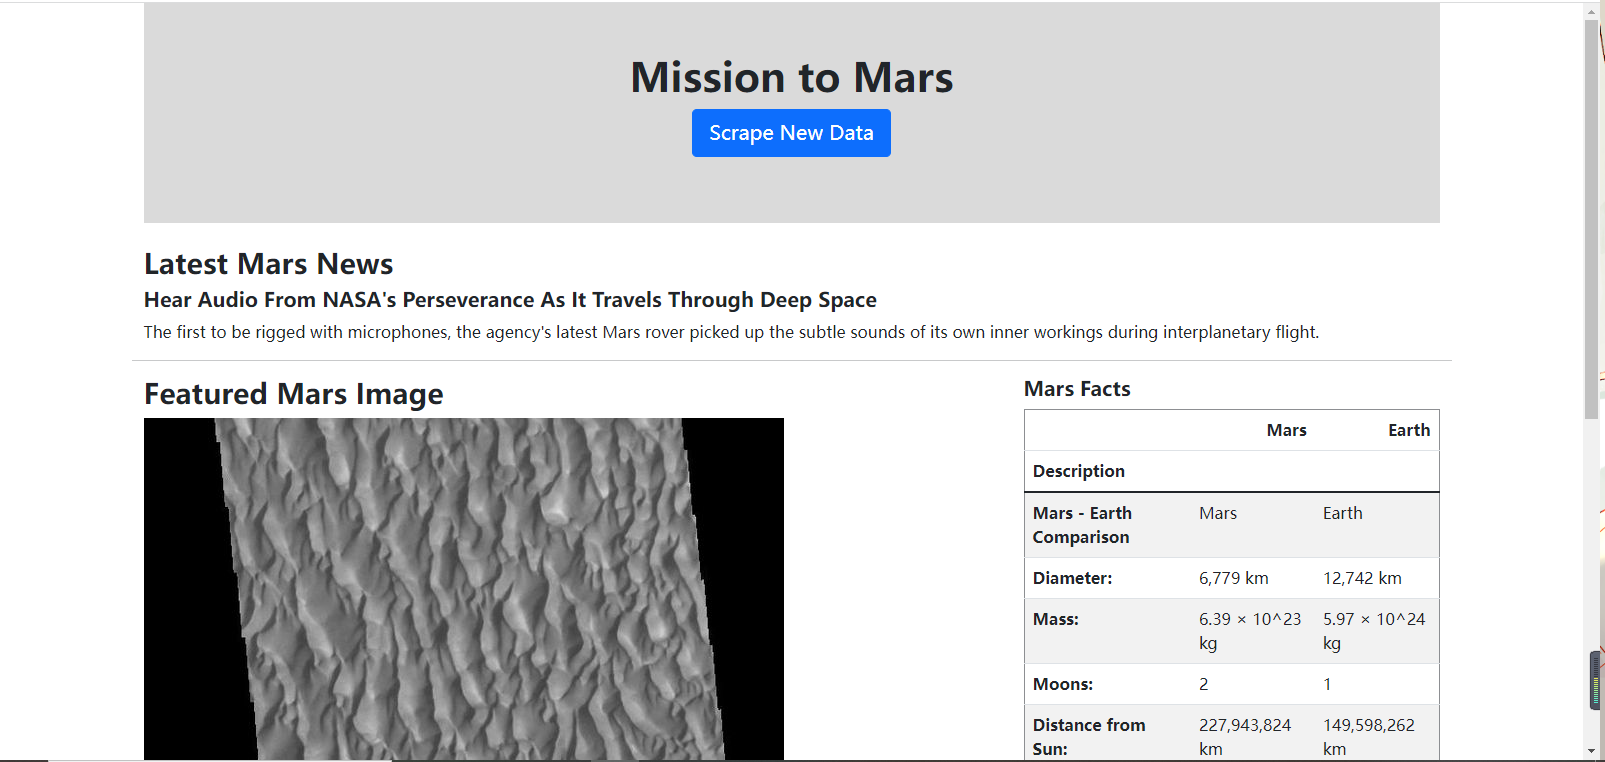 Mission to Mars
Scrape New Data
Latest Mars News
Hear Audio From NASA's Perseverance As It Travels Through Deep Space
The first to be rigged with microphones, the agency's latest Mars rover picked up the subtle sounds of its own inner workings during interplanetary flight.
Featured Mars Image
Mars Facts
Mars Earth
Description
Mars - Earth Mars Earth
Comparison
Diameter: 6,779 km 12,742 km
Mass: 6.39 × 10^23 5.97 × 10^24
kg kg
Moons: 2 1
Distance from 227,943,824 149,598,262
Sun: km km